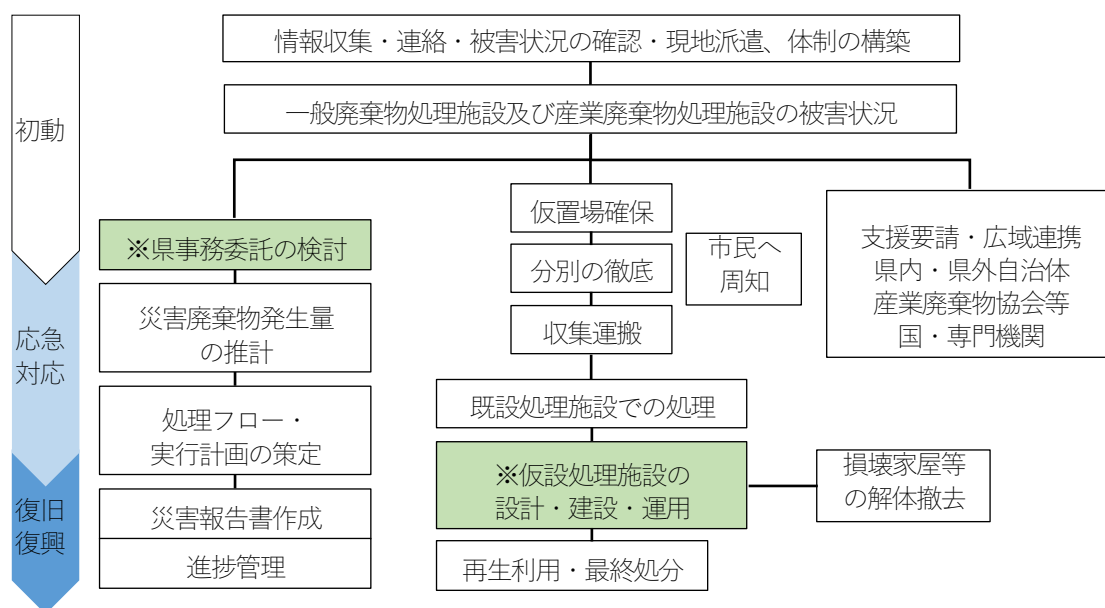 情報収集・連絡・被害状況の確認・現地派遣、体制の構築
一般廃棄物処理施設及び産業廃棄物処理施設の被害状況
初動
応急
対応
復旧
復興
※県事務委託の検討
災害廃棄物発生量
の推計
処理フロー・
実行計画の策定
災害報告書作成
進捗管理
仮置場確保
分別の徹底
収集運搬
市民へ
周知
既設処理施設での処理
※仮設処理施設の
設計・建設・運用
再生利用・最終処分
支援要請・広域連携
県内・県外自治体
産業廃棄物協会等
国・専門機関
損壊家屋等
の解体撤去